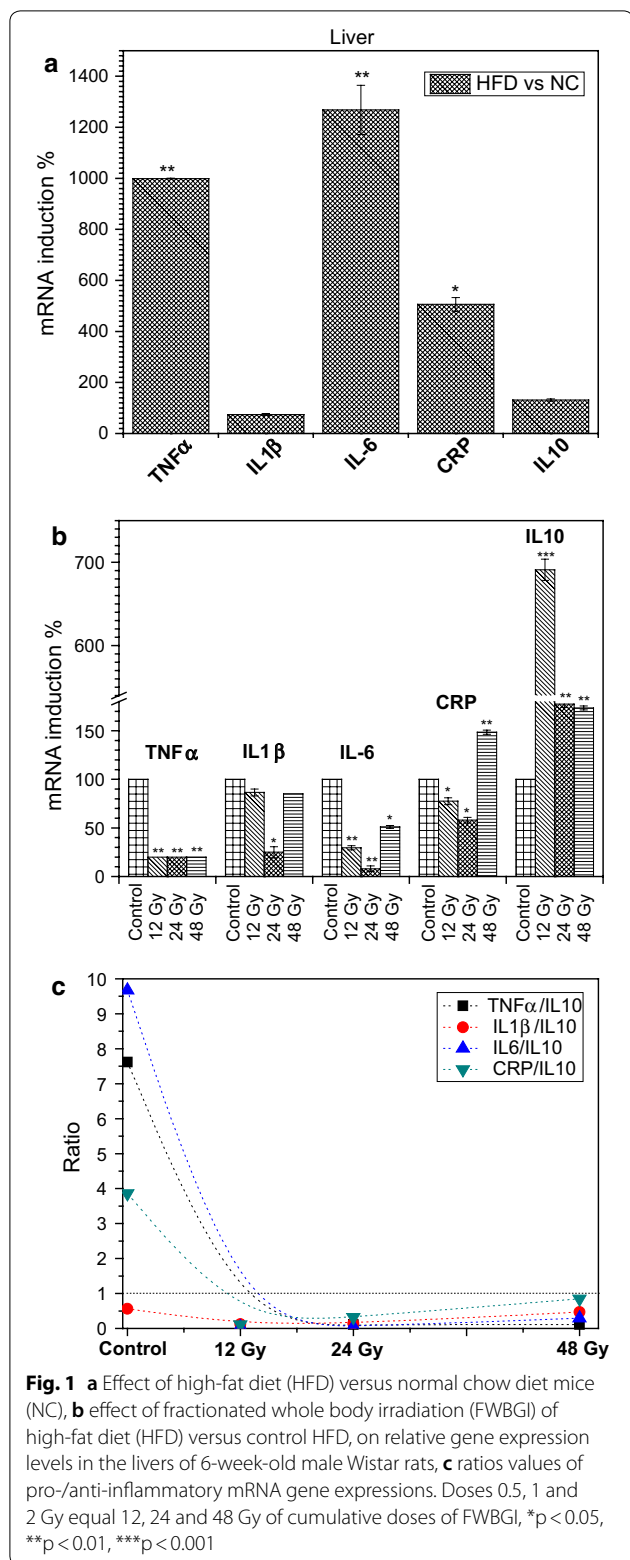 Liver
a
1400
1200
1000
800
600
400
200
0
mRNA induction %
HFD vs NC
**
**
*
TNFα
IL1β
IL-6
CRP
IL10
b
700
600
150
100
50
0
mRNA imduction %
TNFα
IL1β
IL-6
CRP
IL10
** ** **
*
** ** *
* * **
*** ** **
Control 12 Gy 24 Gy 48 Gy
Control 12 Gy 24 Gy 48 Gy
Control 12 Gy 24 Gy 48 Gy
Control 12 Gy 24 Gy 48 Gy
Control 12 Gy 24 Gy 48 Gy
c
10
9
8
7
6
5
4
3
2
1
0
Ratio
TNFα/IL10
IL1β/IL10
IL6/IL10
CRP/IL10
Control 12 Gy 24 Gy 48 Gy
Fig. 1 a Effect of high-fat diet (HFD) versus normal chow diet mice
(NC), b effect of fractionated whole body irradiation (FWBGI) of
high-fat diet (HFD) versus control HFD, on relative gene expression
levels in the livers of 6-week-old male Wistar rats, c ratios values of
pro-/anti-inflammatory mRNA gene expressions. Doses 0.5, 1 and
2 Gy equal 12, 24 and 48 Gy of cumulative doses of FWBGI, *p < 0.05,
**p < 0.01, ***p < 0.001